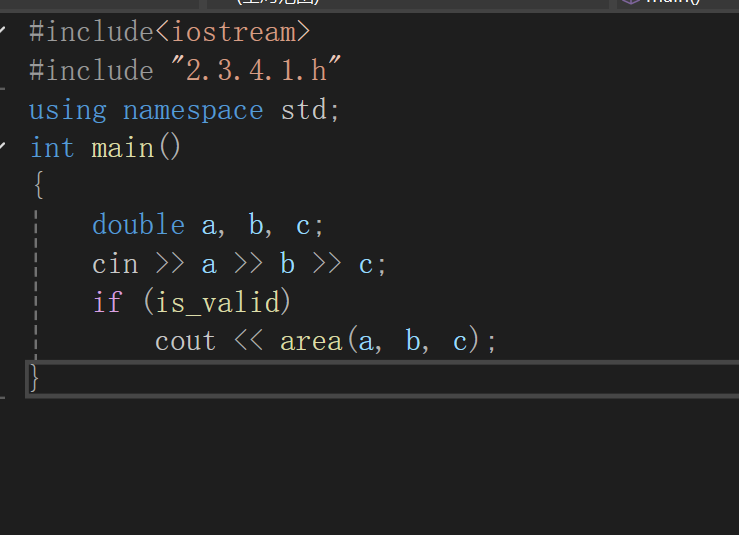 #include<iostream>
#include "2.3.4.1.h"
using namespace std;
int main()
{
    double a, b, c;
    cin >> a >> b >> c;
    if (is_valid)
        cout << area(a, b, c);
}